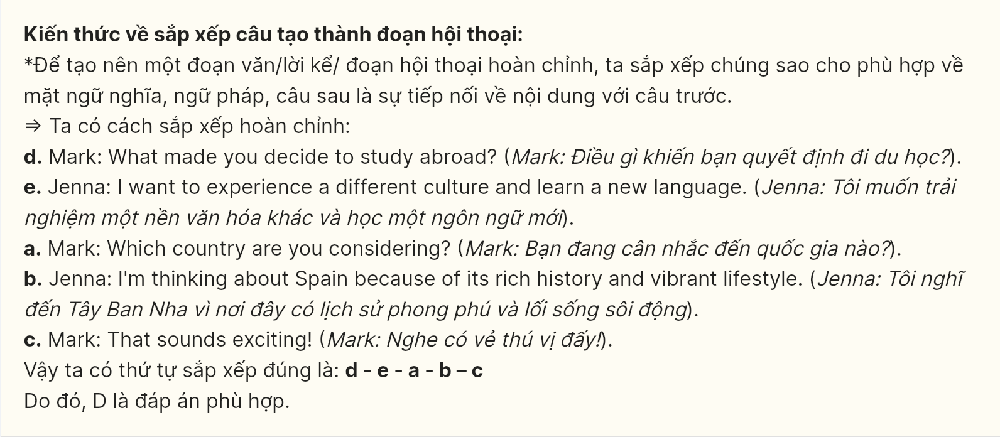 Kiến thức về sắp xếp câu tạo thành đoạn hội thoại:
*Để tạo nên một đoạn văn/lời kể/ đoạn hội thoại hoàn chỉnh, ta sắp xếp chúng sao cho phù hợp về
mặt ngữ nghĩa, ngữ pháp, câu sau là sự tiếp nối về nội dung với câu trước.
⇒ Ta có cách sắp xếp hoàn chỉnh:
d. Mark: What made you decide to study abroad? (Mark: Điều gì khiến bạn quyết định đi du học?).
e. Jenna: I want to experience a different culture and learn a new language. (Jenna: Tôi muốn trải
nghiệm một nền văn hóa khác và học một ngôn ngữ mới).
a. Mark: Which country are you considering? (Mark: Bạn đang cân nhắc đến quốc gia nào?).
b. Jenna: I'm thinking about Spain because of its rich history and vibrant lifestyle. (Jenna: Tôi nghĩ
đến Tây Ban Nha vì nơi đây có lịch sử phong phú và lối sống sôi động).
c. Mark: That sounds exciting! (Mark: Nghe có vẻ thú vị đấy!).
Vậy ta có thứ tự sắp xếp đúng là: d - e - a - b – c
Do đó, D là đáp án phù hợp.